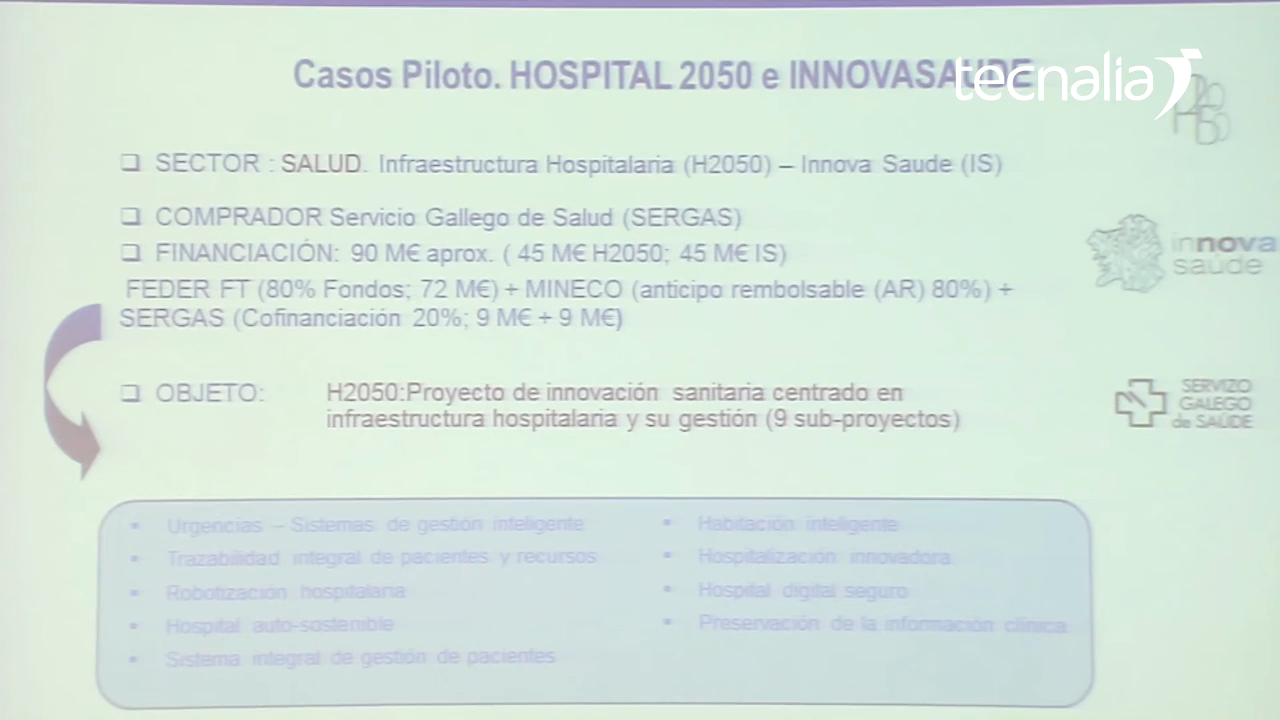 Casos Piloto. HOSPITAL 2050 e INNOVASAUDE
tecnalia
H2050
SECTOR : SALUD. Infraestructura Hospitalaria (H2050) – Innova Saude (IS)
COMPRADOR Servicio Gallego de Salud (SERGAS)
innova
saúde
FINANCIACIÓN: 90 M€ aprox. ( 45 M€ H2050; 45 M€ IS)
FEDER FT (80% Fondos; 72 M€) + MINECO (anticipo rembolsable (AR) 80%) +
SERGAS (Cofinanciación 20%; 9 M€ + 9 M€)
OBJETO: H2050:Proyecto de innovación sanitaria centrado en
infraestructura hospitalaria y su gestión (9 sub-proyectos)
SERVIZO
GALEGO
de SAÚDE
Urgencias – Sistemas de gestión inteligente
Trazabilidad integral de pacientes y recursos
Robotización hospitalaria
Hospital auto-sostenible
Sistema integral de gestión de pacientes
Habitación inteligente
Hospitalización innovadora
Hospital digital seguro
Preservación de la información clínica